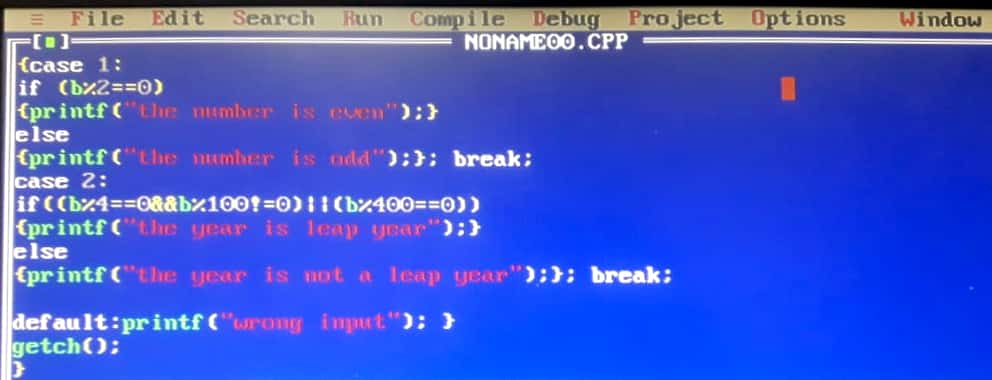 ≡ File Edit Search Run Compile Debug Project Options Window
[■] NONAME00.CPP
{case 1:
if (b%2==0)
{printf("the number is even");}
else
{printf("the number is odd");}; break;
case 2:
if((b%4==0&&b%100!=0)||(b%400==0))
{printf("the year is leap year");}
else
{printf("the year is not a leap year");}; break;
default:printf("wrong input"); }
getch();
}